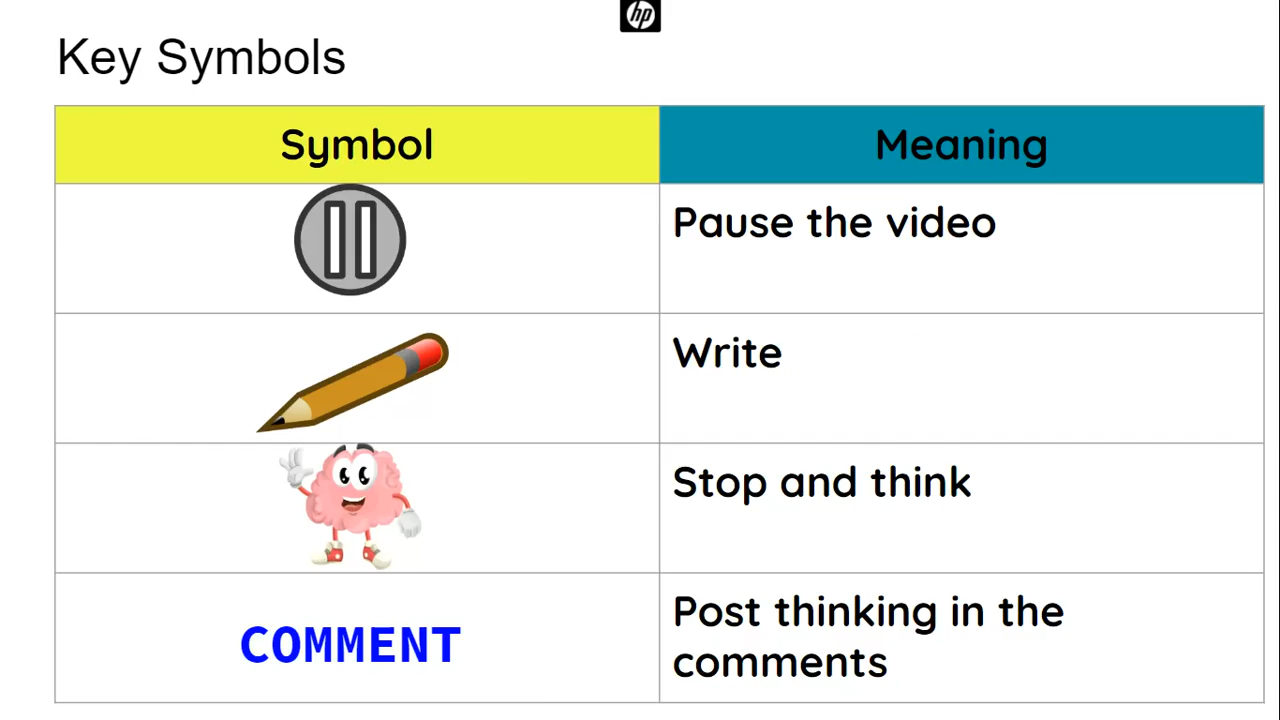 hp
Key Symbols
Symbol
Meaning
Pause the video
Write
Stop and think
COMMENT
Post thinking in the
comments